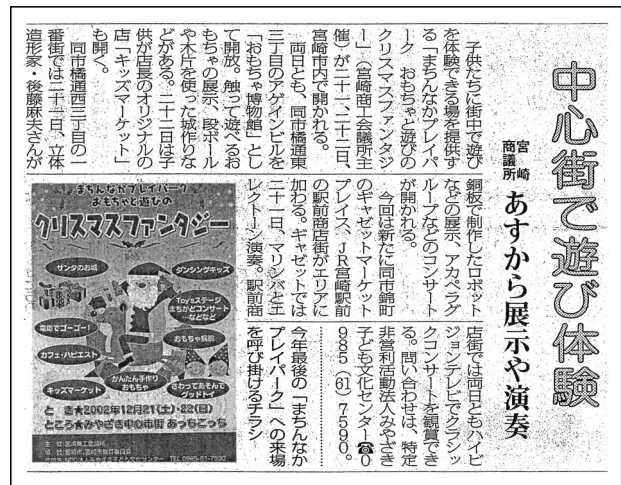 中心街で遊び体験
宮崎
商議所
あすから展示や演奏
子供たちに街中で遊び
を体験できる場を提供す
る「まちんなかプレイパ
ーク　おもちゃと遊びの
クリスマスファンタジ
ー」（宮崎商工会議所主
催）が二十一、二十二日、
宮崎市内で開かれる。
両日とも、同市橘通東
三丁目のアゲインビルを
「おもちゃ博物館」とし
て開放。触って遊べるお
もちゃの展示、段ボール
や木片を使った城作りな
どがある。二十二日は子
供が店長のオリジナルの
店「キッズマーケット」
も開く。
同市橘通西三丁目の一
番街では二十二日、立体
造形家・後藤麻夫さんが
銅板で制作したロボット
などの展示、アカペラグ
ループなどのコンサート
が開かれる。
今回は新たに同市錦町
のギャゼットマーケット
プレイス、ＪＲ宮崎駅前
の駅前商店街がエリアに
加わる。ギャゼットでは
二十一日、マリンバとエ
レクトーン演奏。駅前商
店街では両日ともハイビ
ジョンテレビでクラシッ
クコンサートを観賞でき
る。問い合わせは、特定
非営利活動法人みやざき
子ども文化センター☎0
985（61）7590。
今年最後の「まちんなか
プレイパーク」への来場
を呼び掛けるチラシ
まちんなかプレイパーク
おもちゃと遊びの
クリスマスファンタジー
サンタのお城
ダンシングキッズ
Toy'sステージ
まちかどコンサート
…などなど
電車でゴーゴー！
おもちゃ病院
カフェ・ハピエスト
キッズマーケット
かんたん手作り
おもちゃ
さわっておそんで
グッドトイ
と　き★2002年12月21(土)・22(日)
ところ★みやざき中心市街 あっちこっち
主　催：宮崎商工会議所
TEL 0985-61-7590